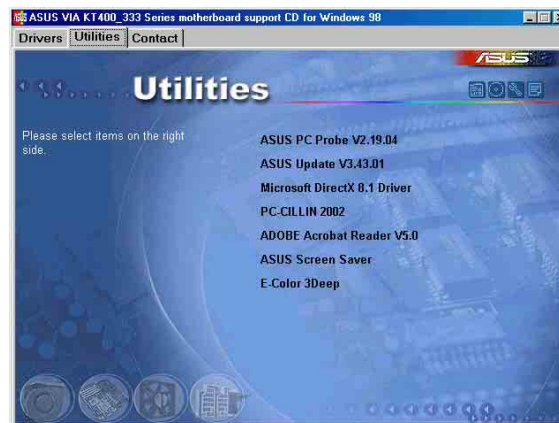 ASUS VIA KT400_333 Series motherboard support CD for Windows 98
Drivers Utilities Contact
ASUS
Utilities
Please select items on the right
side.
ASUS PC Probe V2.19.04
ASUS Update V3.43.01
Microsoft DirectX 8.1 Driver
PC-CILLIN 2002
ADOBE Acrobat Reader V5.0
ASUS Screen Saver
E-Color 3Deep